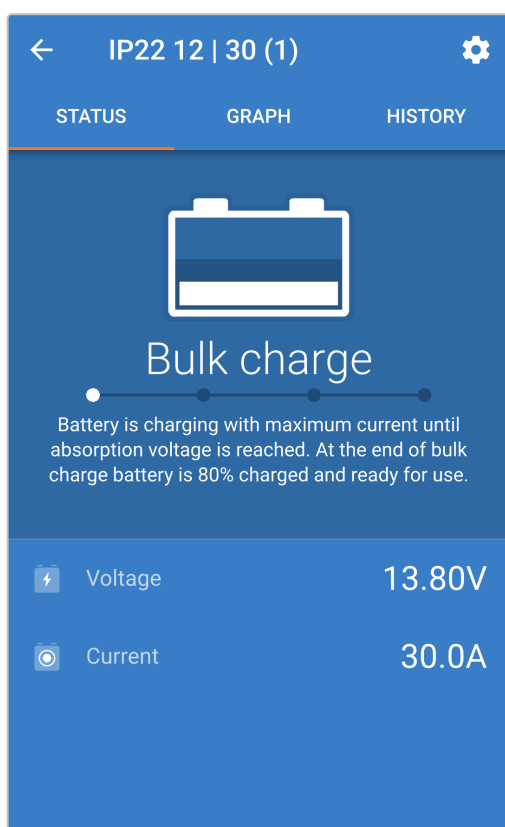 IP22 12 | 30 (1)
STATUS GRAPH HISTORY
Bulk charge
Battery is charging with maximum current until
absorption voltage is reached. At the end of bulk
charge battery is 80% charged and ready for use.
Voltage 13.80V
Current 30.0A